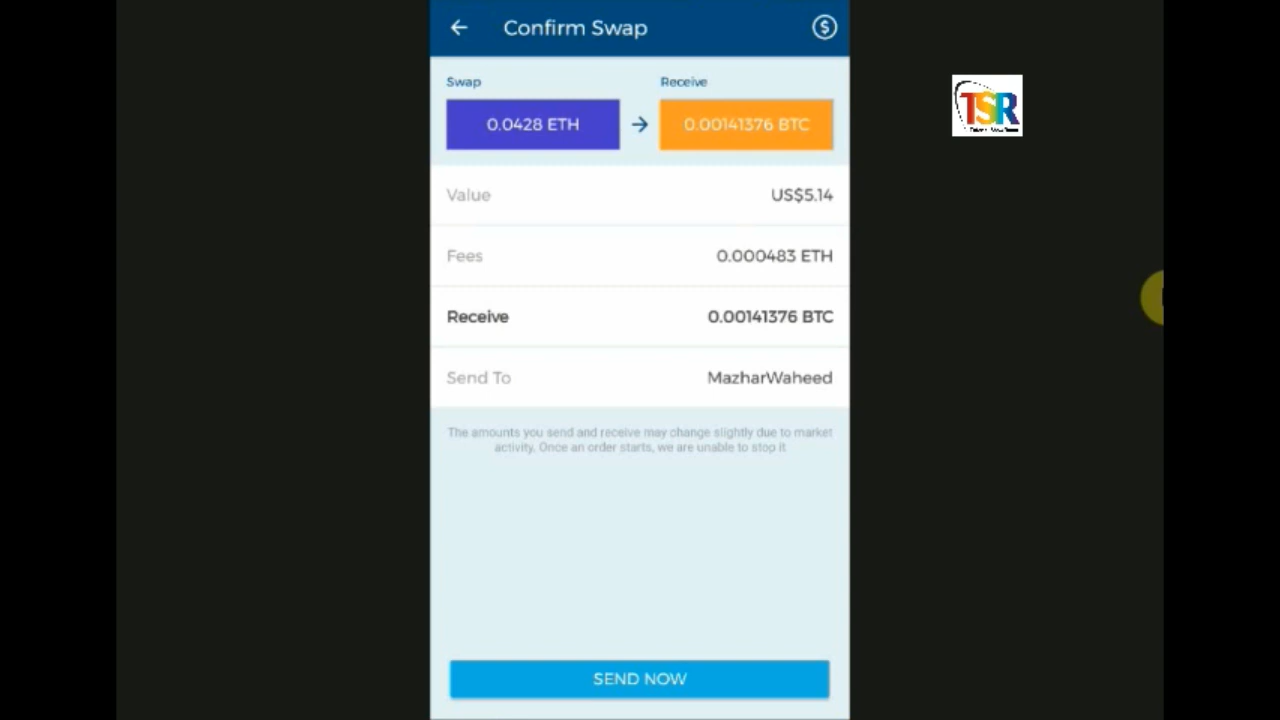 Confirm Swap
Swap
Receive
0.0428 ETH
0.00141376 BTC
Value
US$5.14
Fees
0.000483 ETH
Receive
0.00141376 BTC
Send To
MazharWaheed
The amounts you send and receive may change slightly due to market
activity. Once an order starts, we are unable to stop it
SEND NOW
TSR